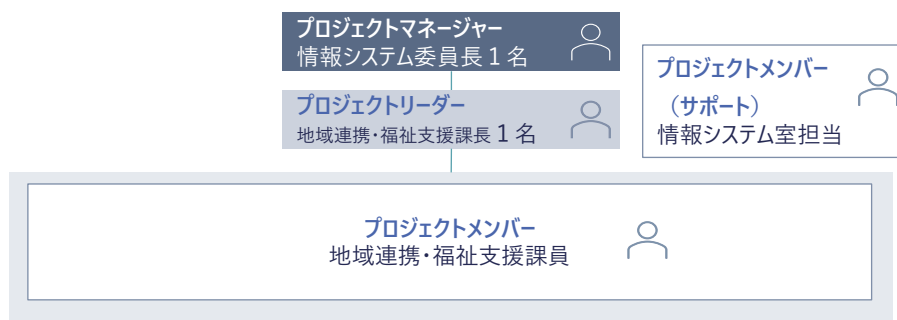 プロジェクトマネージャー
情報システム委員長1名
プロジェクトリーダー
地域連携・福祉支援課長1名
プロジェクトメンバー
（サポート）
情報システム室担当
プロジェクトメンバー
地域連携・福祉支援課員